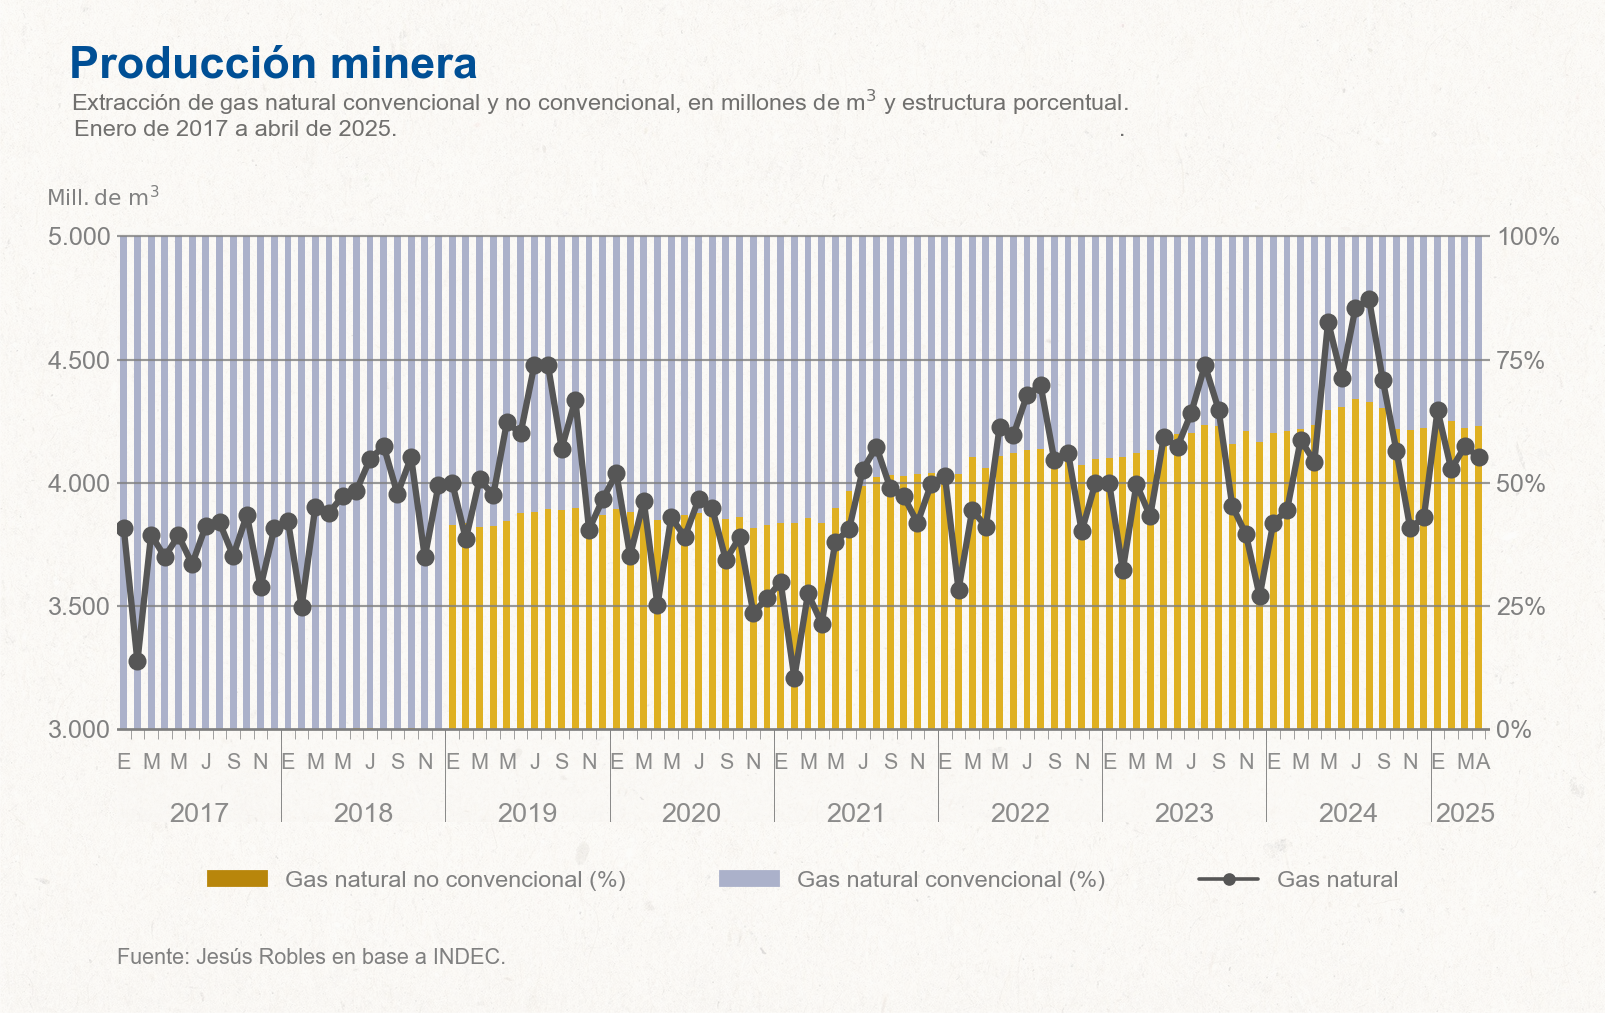 Producción minera
Extracción de gas natural convencional y no convencional, en millones de m³ y estructura porcentual.
Enero de 2017 a abril de 2025. .
Mill. de m³
5.000 100%
4.500 75%
4.000 50%
3.500 25%
3.000 0%
E M M J S N E M M J S N E M M J S N E M M J S N E M M J S N E M M J S N E M M J S N E M M J S N E M A
2017 2018 2019 2020 2021 2022 2023 2024 2025
Gas natural no convencional (%) Gas natural convencional (%) Gas natural
Fuente: Jesús Robles en base a INDEC.